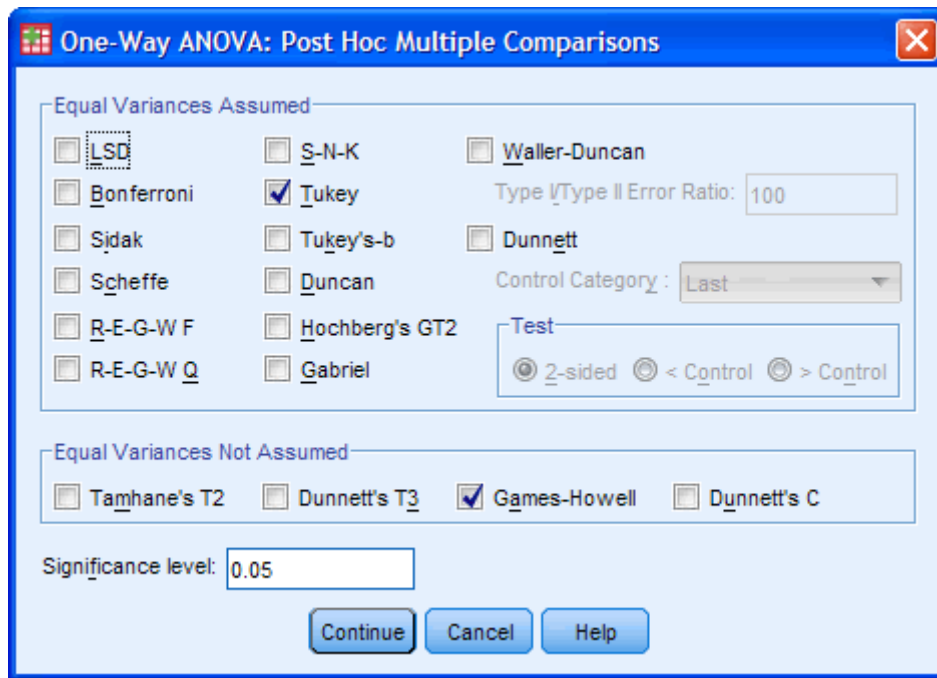 One-Way ANOVA: Post Hoc Multiple Comparisons
Equal Variances Assumed
LSD S-N-K Waller-Duncan
Bonferroni Tukey Type I/Type II Error Ratio: 100
Sidak Tukey's-b Dunnett
Scheffe Duncan Control Category : Last
R-E-G-W F Hochberg's GT2 Test
R-E-G-W Q Gabriel 2-sided < Control > Control
Equal Variances Not Assumed
Tamhane's T2 Dunnett's T3 Games-Howell Dunnett's C
Significance level: 0.05
Continue Cancel Help